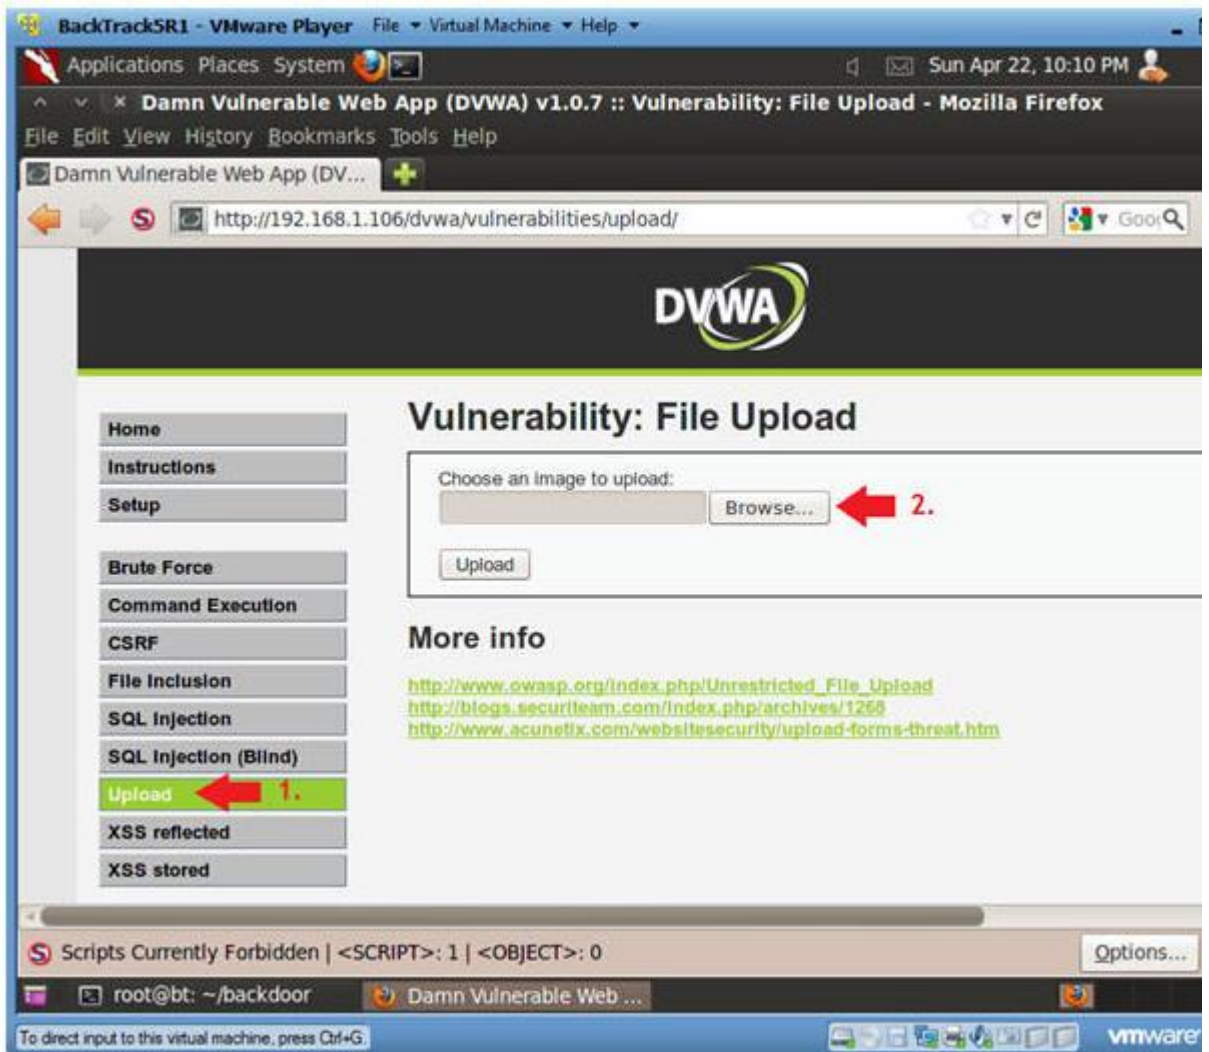 BackTrack5R1 - VMware Player File Virtual Machine Help
Applications Places System Sun Apr 22, 10:10 PM
Damn Vulnerable Web App (DVWA) v1.0.7 :: Vulnerability: File Upload - Mozilla Firefox
File Edit View History Bookmarks Tools Help
Damn Vulnerable Web App (DV...
http://192.168.1.106/dvwa/vulnerabilities/upload/ Goo
DVWA
Vulnerability: File Upload
Home
Instructions
Setup
Brute Force
Command Execution
CSRF
File Inclusion
SQL Injection
SQL Injection (Blind)
Upload 1.
XSS reflected
XSS stored
Choose an image to upload:
Browse... 2.
Upload
More info
http://www.owasp.org/index.php/Unrestricted_File_Upload
http://blogs.securiteam.com/index.php/archives/1268
http://www.acunetix.com/websitesecurity/upload-forms-threat.htm
S Scripts Currently Forbidden | <SCRIPT>: 1 | <OBJECT>: 0 Options...
root@bt: ~/backdoor Damn Vulnerable Web ...
To direct input to this virtual machine, press Ctrl+G. vmware